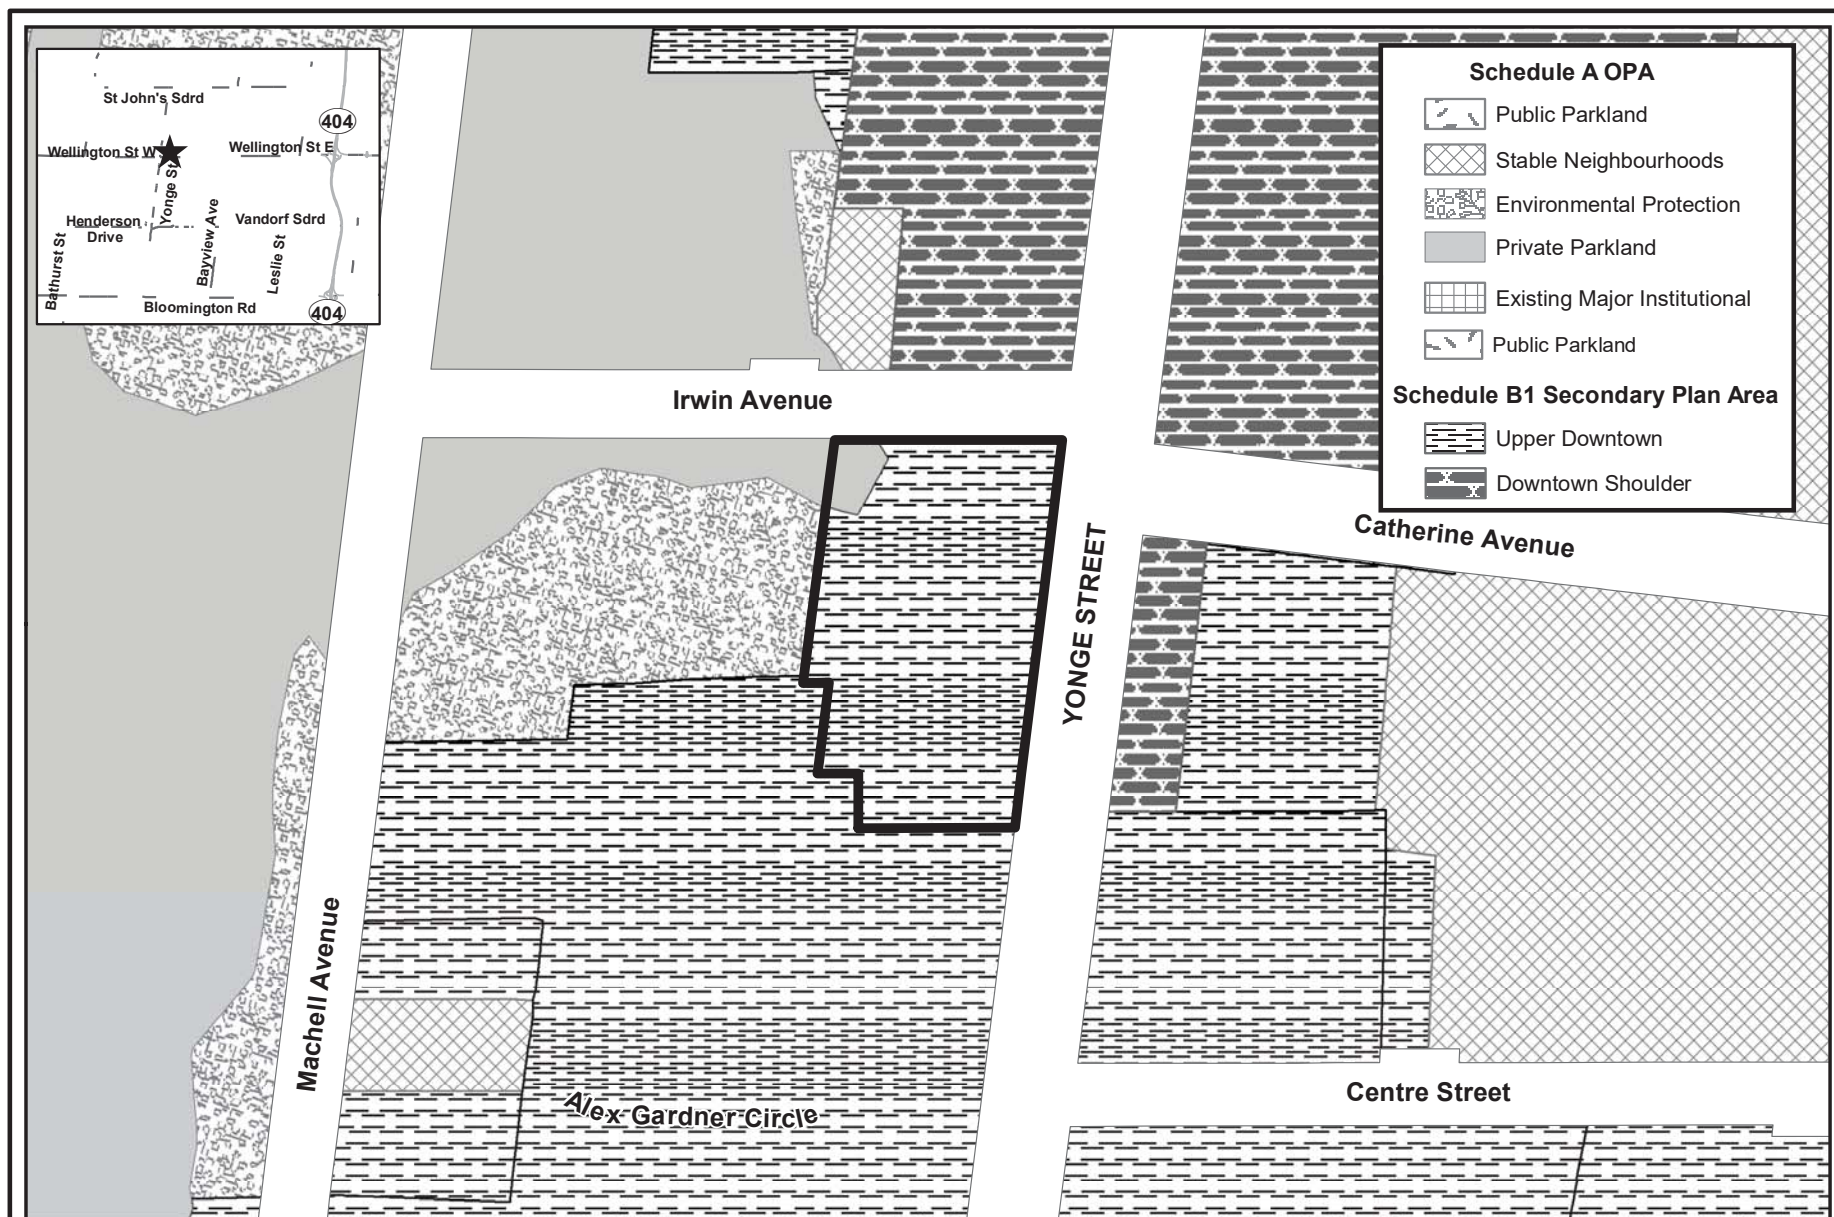 St John's Sdrd
404
Wellington St W
Wellington St E
Yonge St
Henderson
Drive
Vandorf Sdrd
Bathurst St
Bayview Ave
Leslie St
Bloomington Rd
404
Schedule A OPA
Public Parkland
Stable Neighbourhoods
Environmental Protection
Private Parkland
Existing Major Institutional
Public Parkland
Schedule B1 Secondary Plan Area
Upper Downtown
Downtown Shoulder
Irwin Avenue
Catherine Avenue
YONGE STREET
Machell Avenue
Alex Gardner Circle
Centre Street